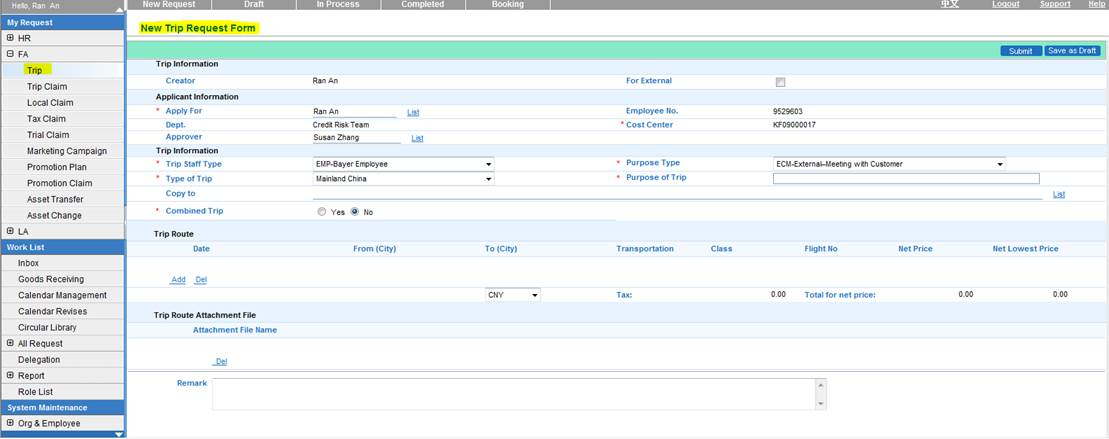 Hello, Ran An
New Request Draft In Process Completed Booking 中文 Logout Support Help
My Request
HR
FA
Trip
Trip Claim
Local Claim
Tax Claim
Trial Claim
Marketing Campaign
Promotion Plan
Promotion Claim
Asset Transfer
Asset Change
LA
Work List
Inbox
Goods Receiving
Calendar Management
Calendar Revises
Circular Library
All Request
Delegation
Report
Role List
System Maintenance
Org & Employee
New Trip Request Form
Submit Save as Draft
Trip Information
Creator Ran An For External
Applicant Information
* Apply For Ran An List Employee No. 9529603
Dept. Credit Risk Team * Cost Center KF09000017
Approver Susan Zhang List
Trip Information
* Trip Staff Type EMP-Bayer Employee * Purpose Type ECM-External–Meeting with Customer
* Type of Trip Mainland China * Purpose of Trip
Copy to List
* Combined Trip Yes No
Trip Route
Date From (City) To (City) Transportation Class Flight No Net Price Net Lowest Price
Add Del
CNY Tax: 0.00 Total for net price: 0.00 0.00
Trip Route Attachment File
Attachment File Name
Del
Remark